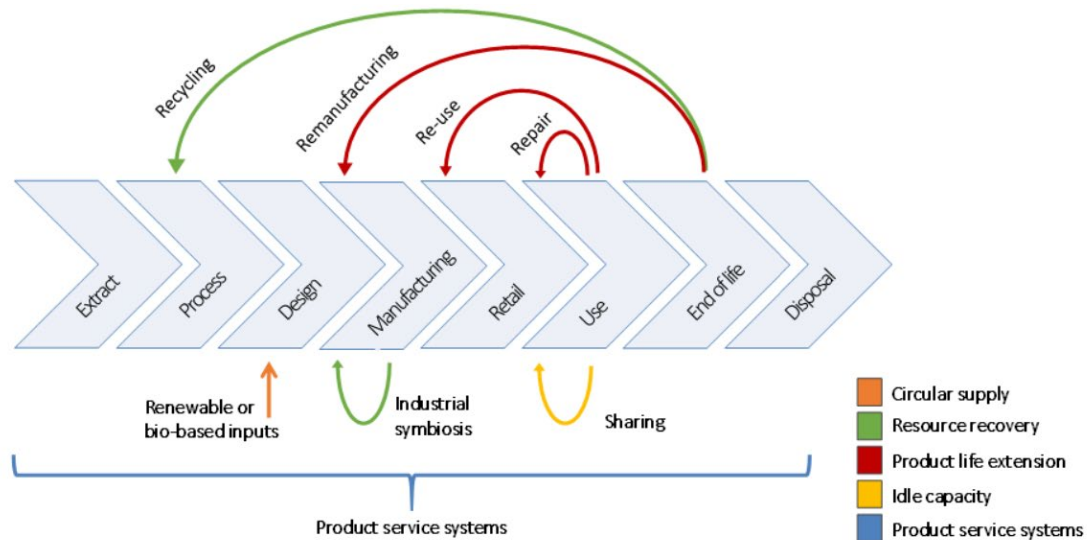 Recycling
Remanufacturing
Re-use
Repair
Extract
Process
Design
Manufacturing
Retail
Use
End of life
Disposal
Renewable or
bio-based inputs
Industrial
symbiosis
Sharing
Product service systems
Circular supply
Resource recovery
Product life extension
Idle capacity
Product service systems